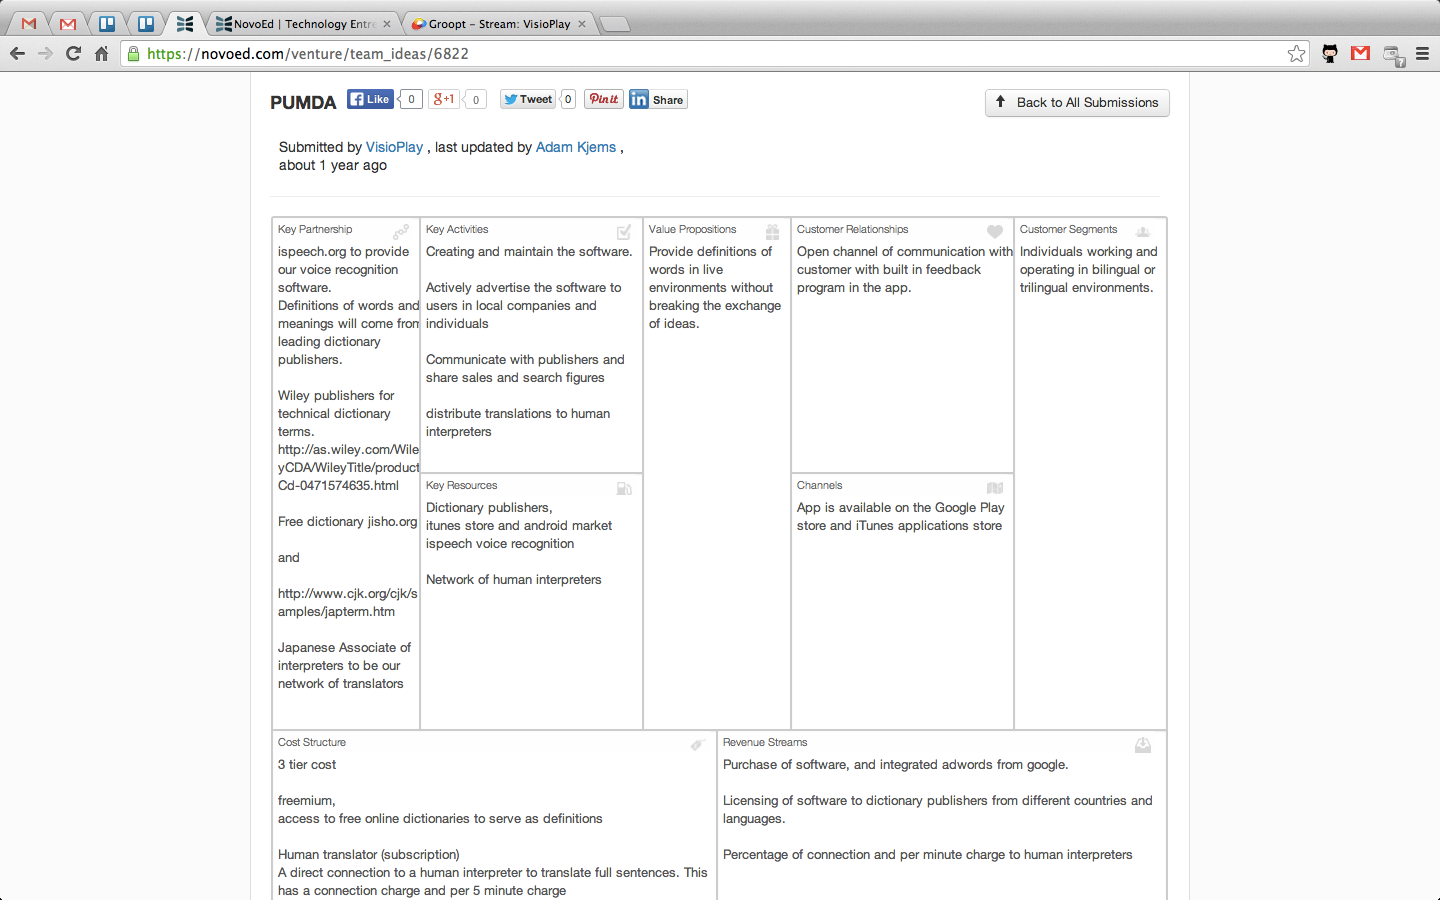 NovoEd | Technology Entre
Groopt – Stream: VisioPlay
https://novoed.com/venture/team_ideas/6822
PUMDA
Like 0
g+1 0
Tweet 0
Pin it
in Share
Back to All Submissions
Submitted by VisioPlay , last updated by Adam Kjems ,
about 1 year ago
Key Partnership
ispeech.org to provide
our voice recognition
software.
Definitions of words and
meanings will come from
leading dictionary
publishers.
Wiley publishers for
technical dictionary
terms.
http://as.wiley.com/Wile
yCDA/WileyTitle/product
Cd-0471574635.html
Free dictionary jisho.org
and
http://www.cjk.org/cjk/s
amples/japterm.htm
Japanese Associate of
interpreters to be our
network of translators
Key Activities
Creating and maintain the software.
Actively advertise the software to
users in local companies and
individuals
Communicate with publishers and
share sales and search figures
distribute translations to human
interpreters
Key Resources
Dictionary publishers,
itunes store and android market
ispeech voice recognition
Network of human interpreters
Value Propositions
Provide definitions of
words in live
environments without
breaking the exchange
of ideas.
Customer Relationships
Open channel of communication with
customer with built in feedback
program in the app.
Channels
App is available on the Google Play
store and iTunes applications store
Customer Segments
Individuals working and
operating in bilingual or
trilingual environments.
Cost Structure
3 tier cost
freemium,
access to free online dictionaries to serve as definitions
Human translator (subscription)
A direct connection to a human interpreter to translate full sentences. This
has a connection charge and per 5 minute charge
Revenue Streams
Purchase of software, and integrated adwords from google.
Licensing of software to dictionary publishers from different countries and
languages.
Percentage of connection and per minute charge to human interpreters